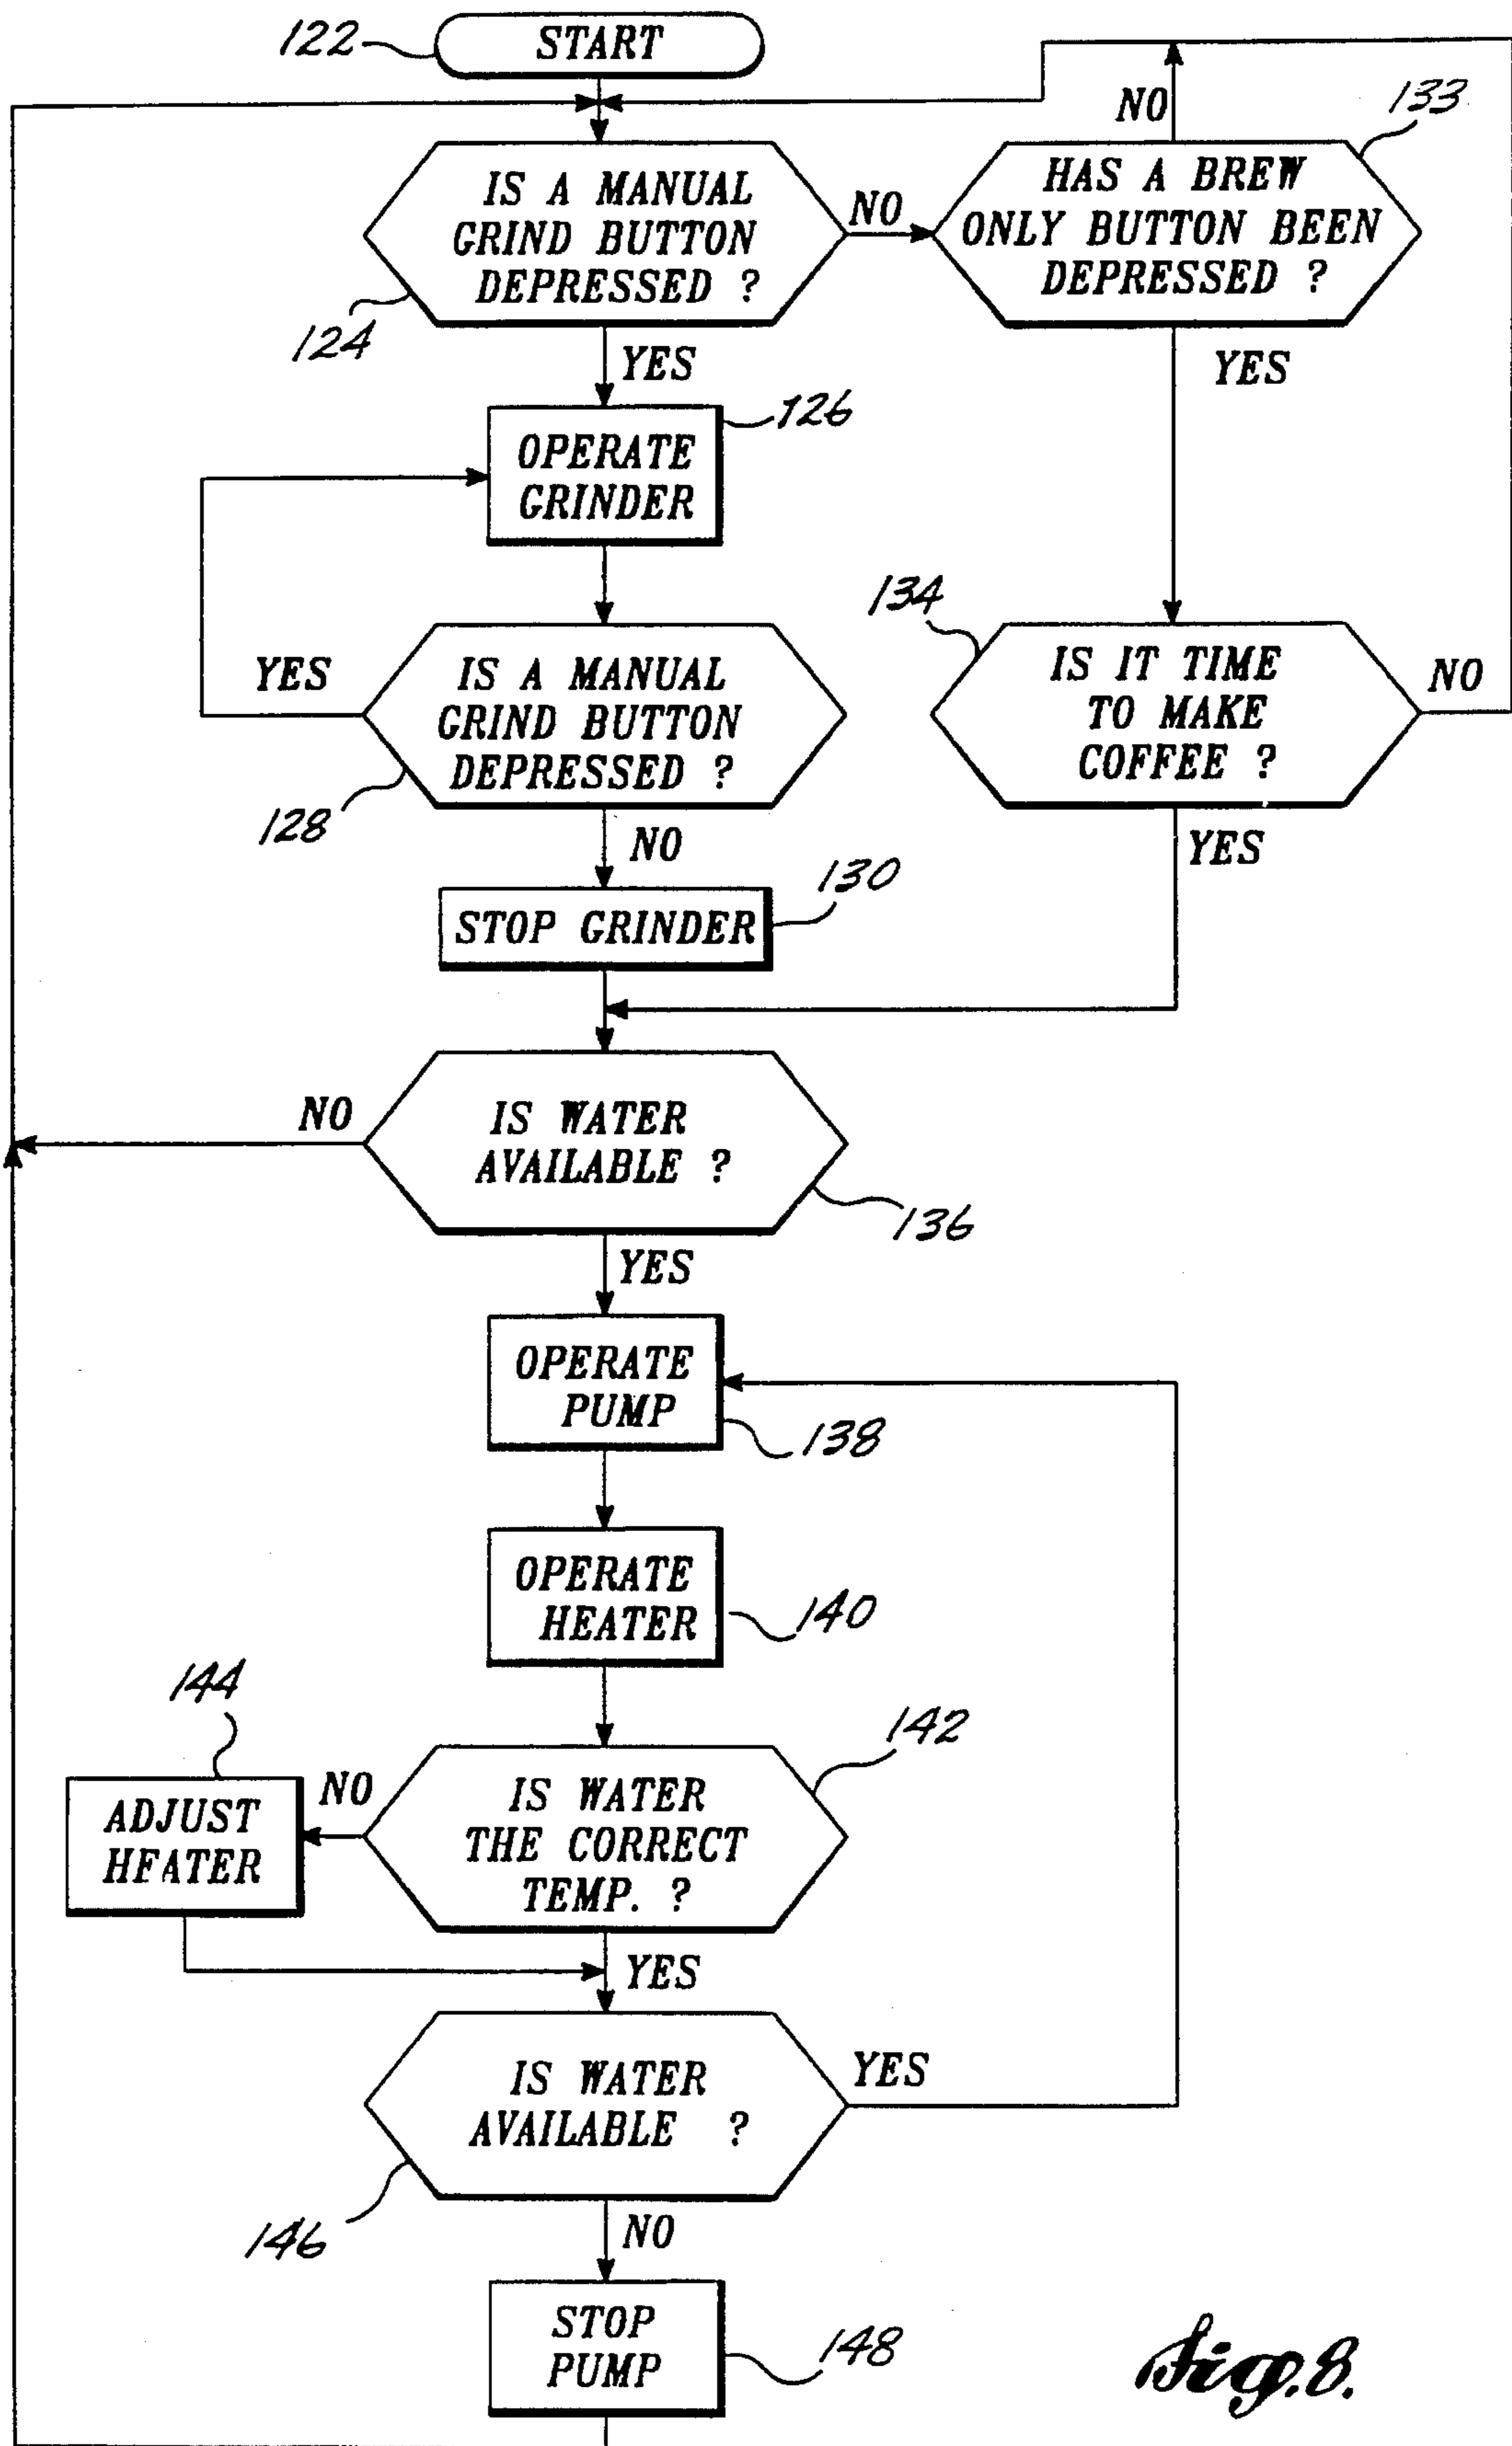 122
START
NO
133
IS A MANUAL
GRIND BUTTON
DEPRESSED ?
NO
HAS A BREW
ONLY BUTTON BEEN
DEPRESSED ?
124
YES
YES
126
OPERATE
GRINDER
134
YES
IS A MANUAL
GRIND BUTTON
DEPRESSED ?
IS IT TIME
TO MAKE
COFFEE ?
NO
128
NO
YES
130
STOP GRINDER
NO
IS WATER
AVAILABLE ?
136
YES
OPERATE
PUMP
138
OPERATE
HEATER
140
144
142
ADJUST
HFATER
NO
IS WATER
THE CORRECT
TEMP. ?
YES
IS WATER
AVAILABLE ?
YES
146
NO
STOP
PUMP
148
Fig. 8.